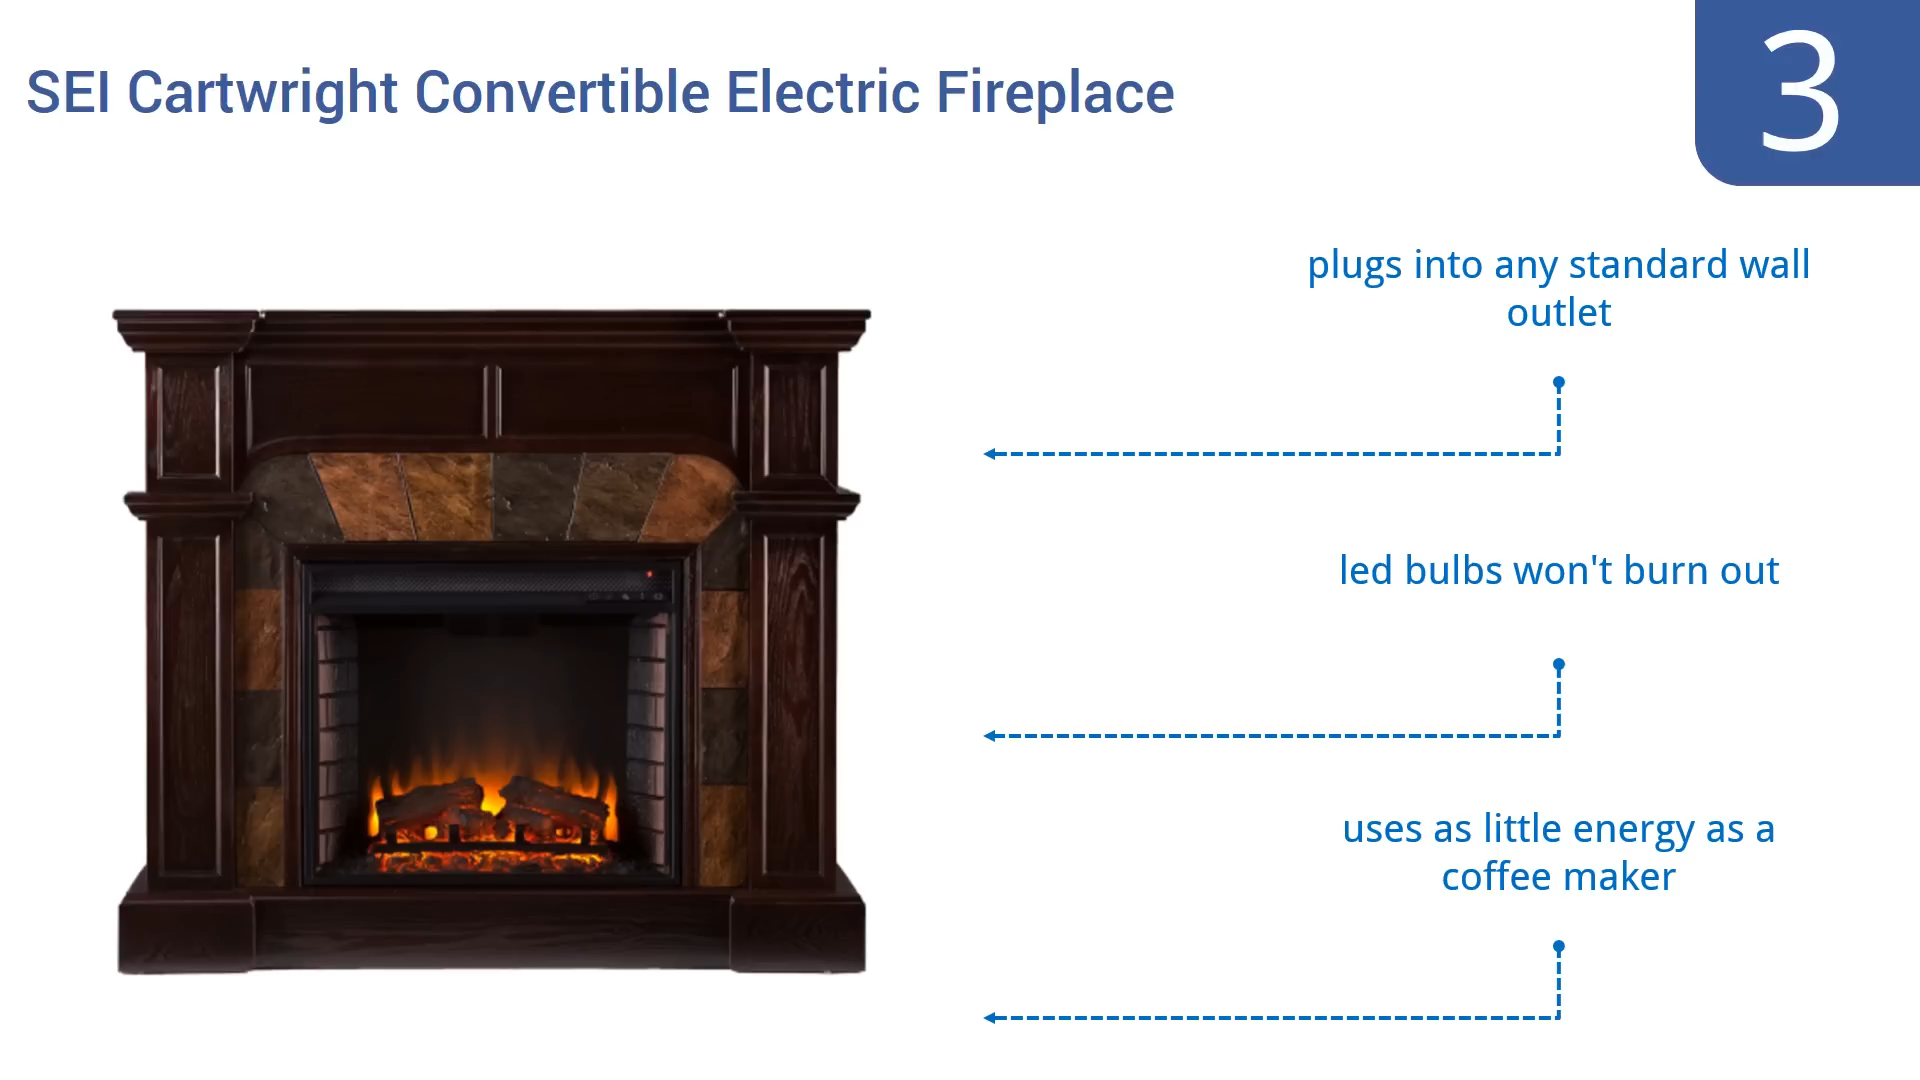 SEI Cartwright Convertible Electric Fireplace
3
plugs into any standard wall
outlet
led bulbs won't burn out
uses as little energy as a
coffee maker